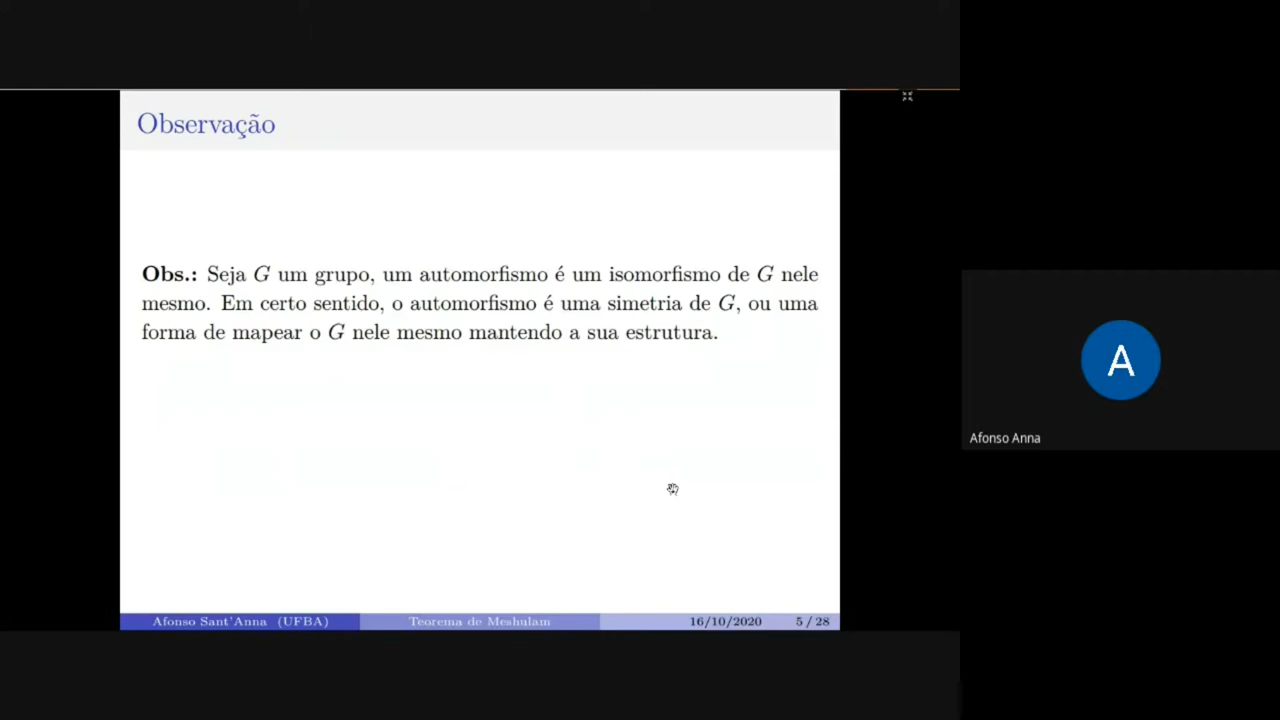 Observação
Obs.: Seja G um grupo, um automorfismo é um isomorfismo de G nele
mesmo. Em certo sentido, o automorfismo é uma simetria de G, ou uma
forma de mapear o G nele mesmo mantendo a sua estrutura.
A
Afonso Anna
Afonso Sant'Anna (UFBA) Teorema de Meshulam 16/10/2020 5 / 28